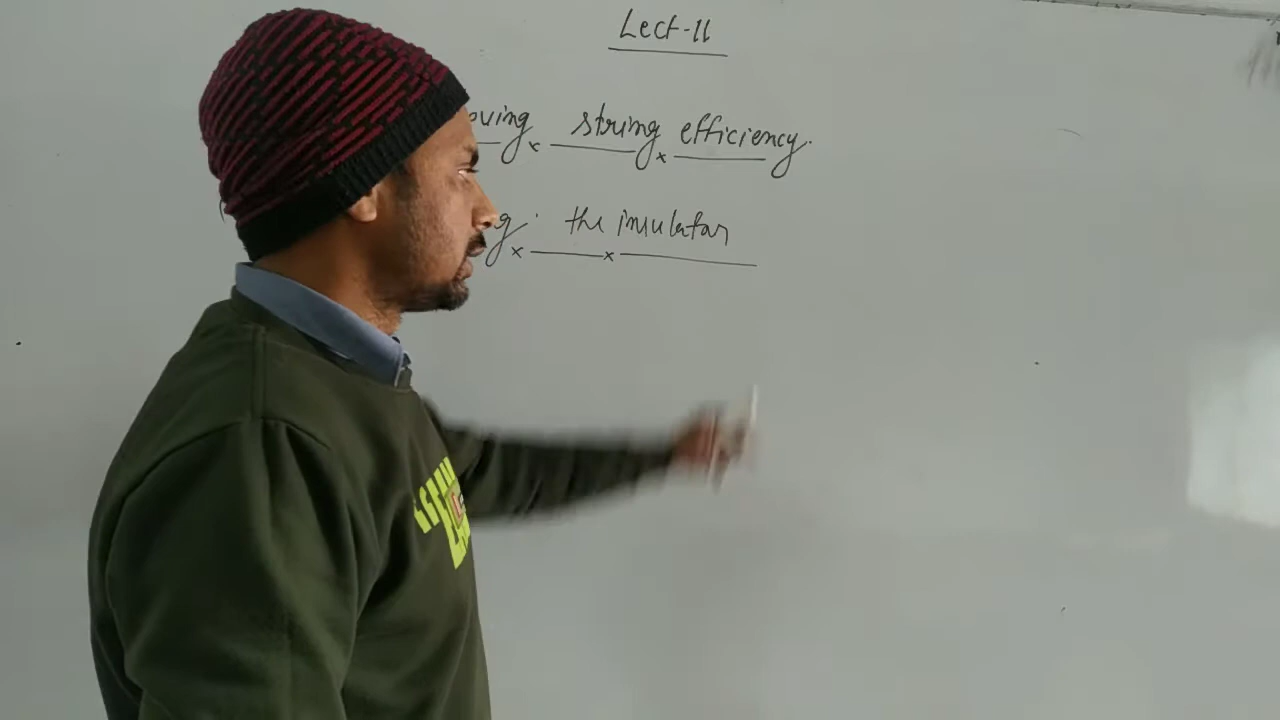 Lect-11
oving string efficiency.
g. the insulator